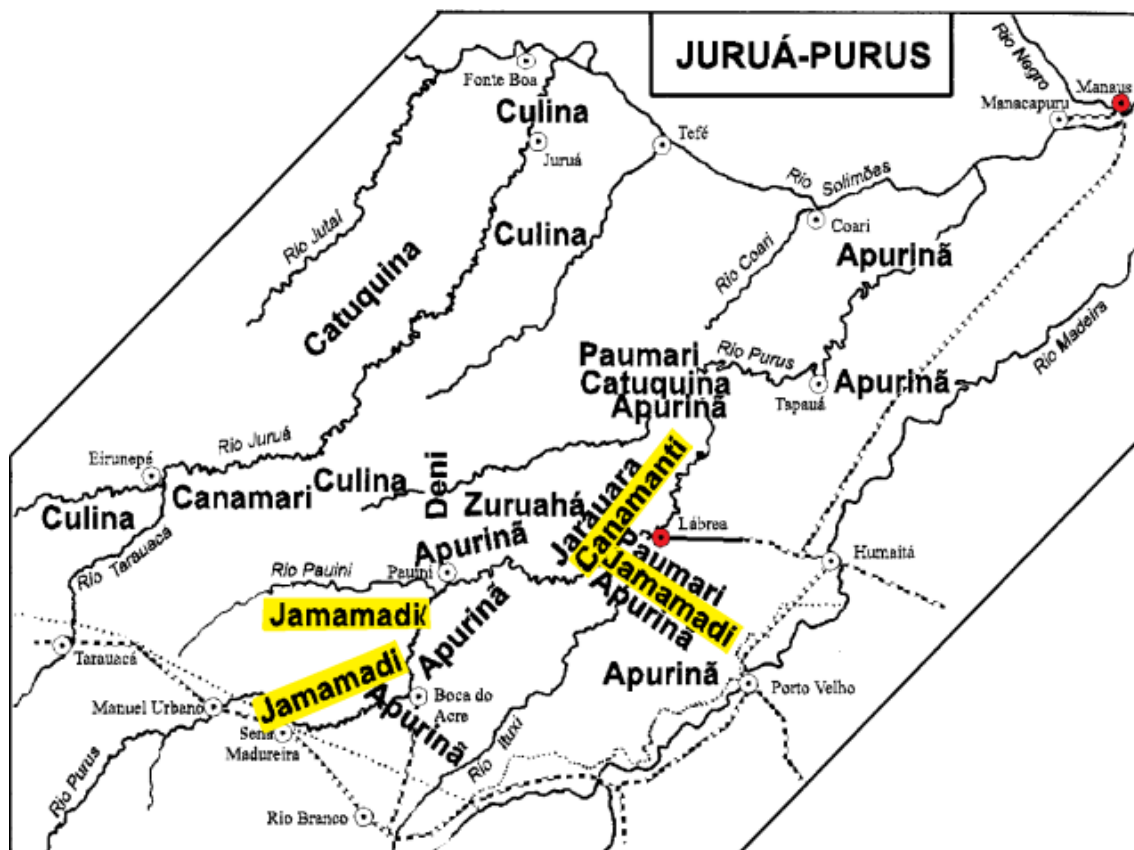 JURUÁ-PURUS
Rio Negro
Manaus
Manacapuru
Fonte Boa
Culina
Juruá
Tefé
Rio Solimões
Coari
Rio Jutaí
Culina
Rio Coari
Apurinã
Catuquina
Rio Madeira
Paumari
Rio Purus
Catuquina
Apurinã
Tapauá
Apurinã
Rio Juruá
Eirunepé
Culina
Canamari
Culina
Deni
Zuruahá
Jarauara
Canamanti
Lábrea
Rio Tarauaca
Apurinã
Paumari
Humaitá
Rio Pauini
Pauini
Jamamadi
Jamamadi
Apurinã
Apurinã
Tarauacá
Jamamadi
Apurinã
Porto Velho
Manuel Urbano
Boca do
Acre
Apurinã
Sena
Madureira
Rio Ituxi
Rio Purus
Rio Branco